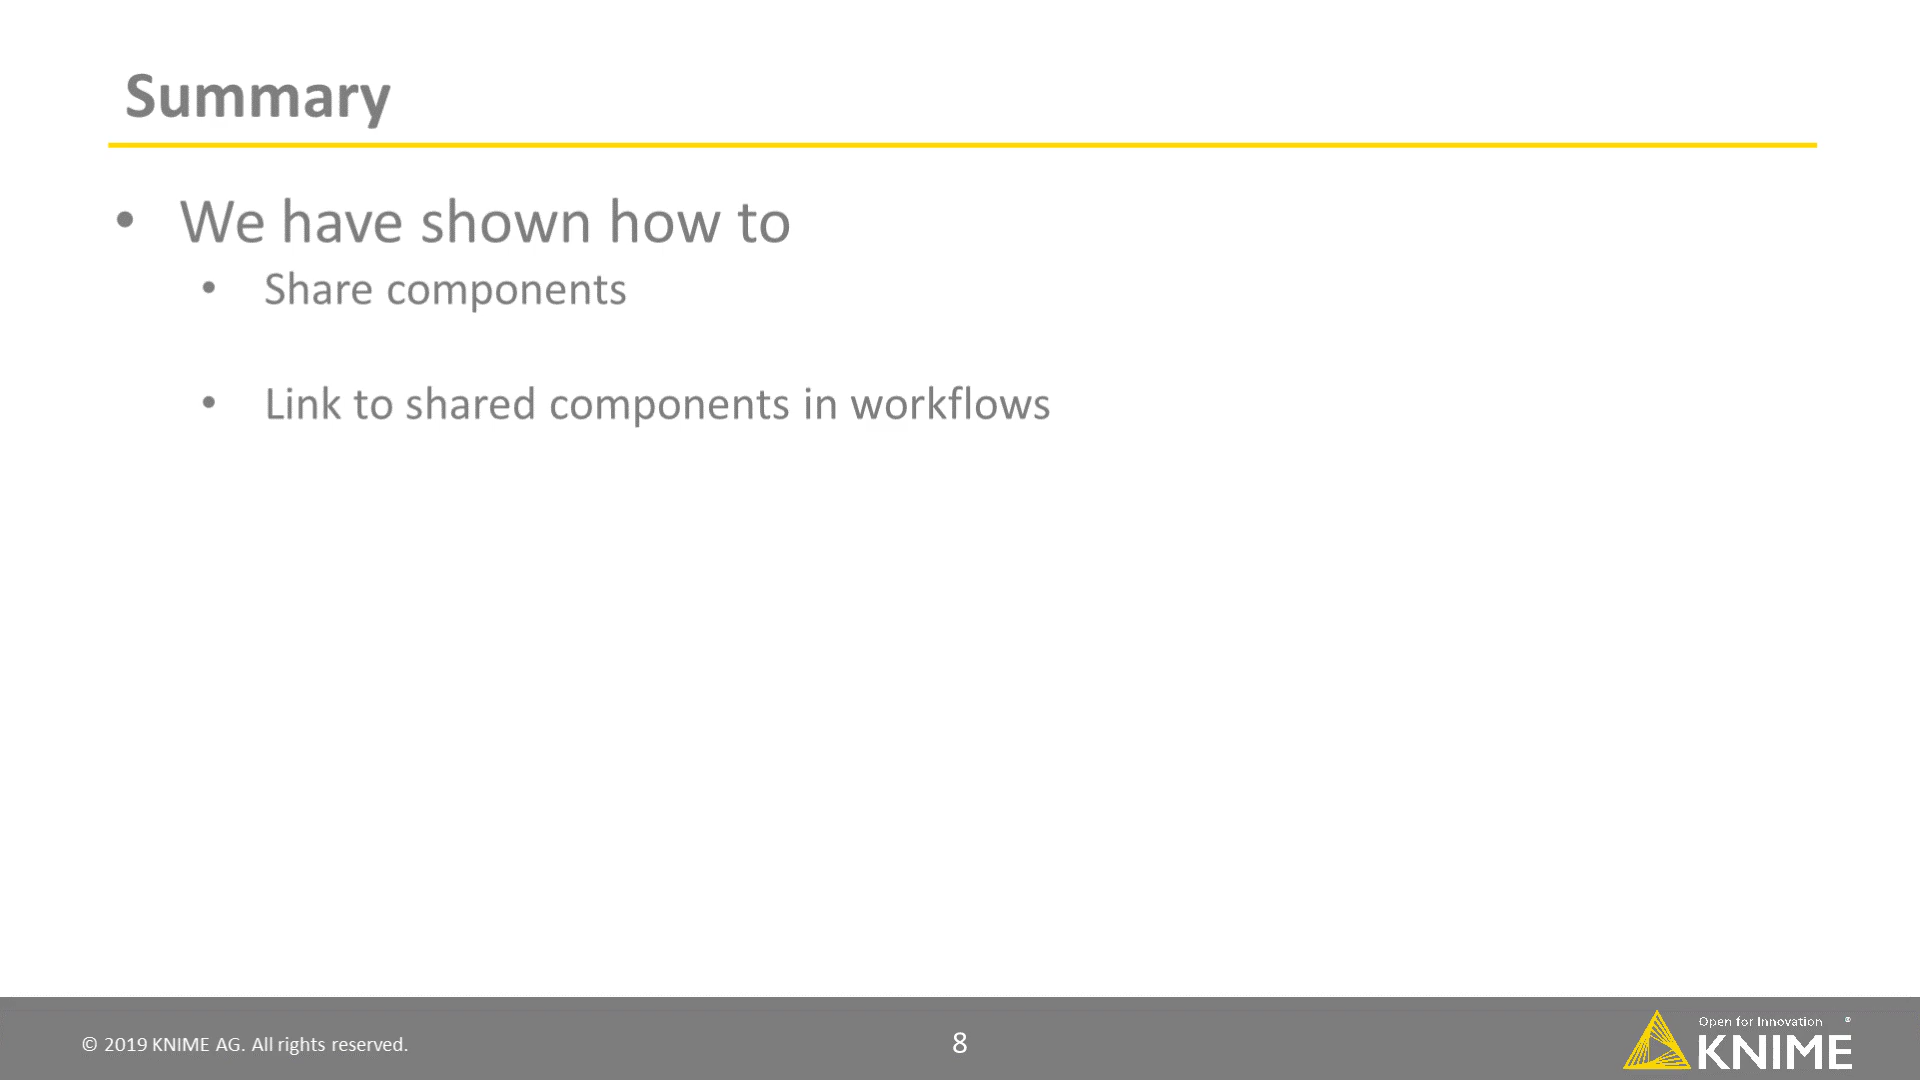 Summary
• We have shown how to
• Share components
• Link to shared components in workflows
© 2019 KNIME AG. All rights reserved.
8
Open for Innovation ®
KNIME